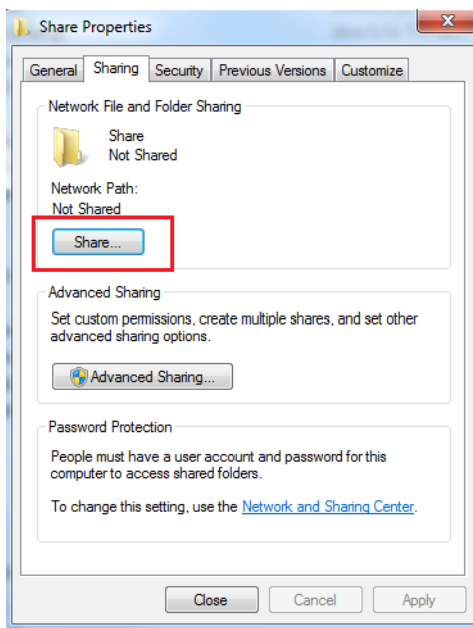 Share Properties
General Sharing Security Previous Versions Customize
Network File and Folder Sharing
Share
Not Shared
Network Path:
Not Shared
Share...
Advanced Sharing
Set custom permissions, create multiple shares, and set other
advanced sharing options.
Advanced Sharing...
Password Protection
People must have a user account and password for this
computer to access shared folders.
To change this setting, use the Network and Sharing Center.
Close Cancel Apply